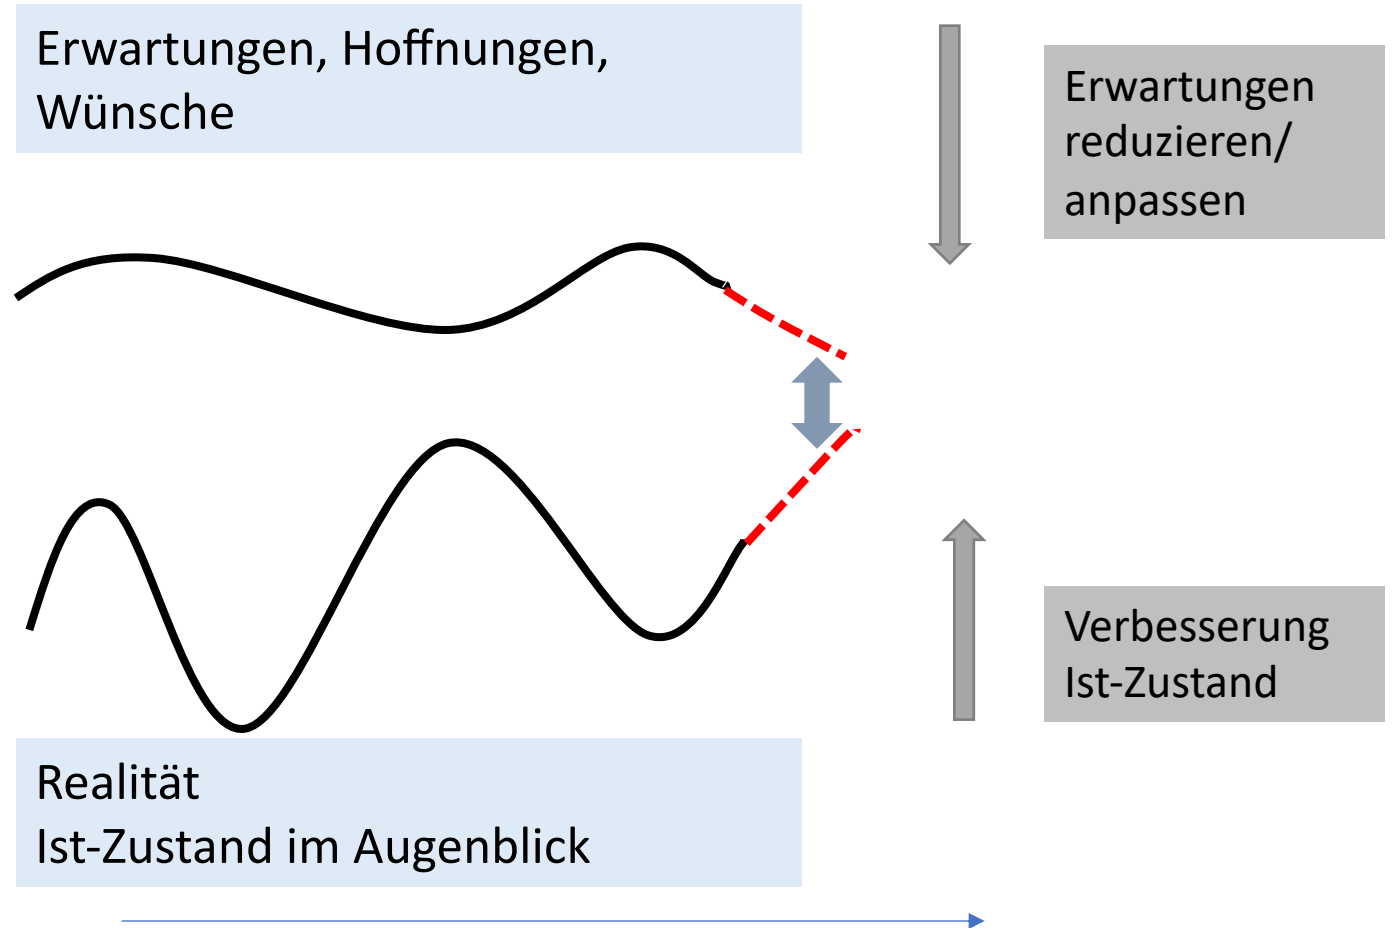 Erwartungen, Hoffnungen,
Wünsche
Erwartungen
reduzieren/
anpassen
Verbesserung
Ist-Zustand
Realität
Ist-Zustand im Augenblick